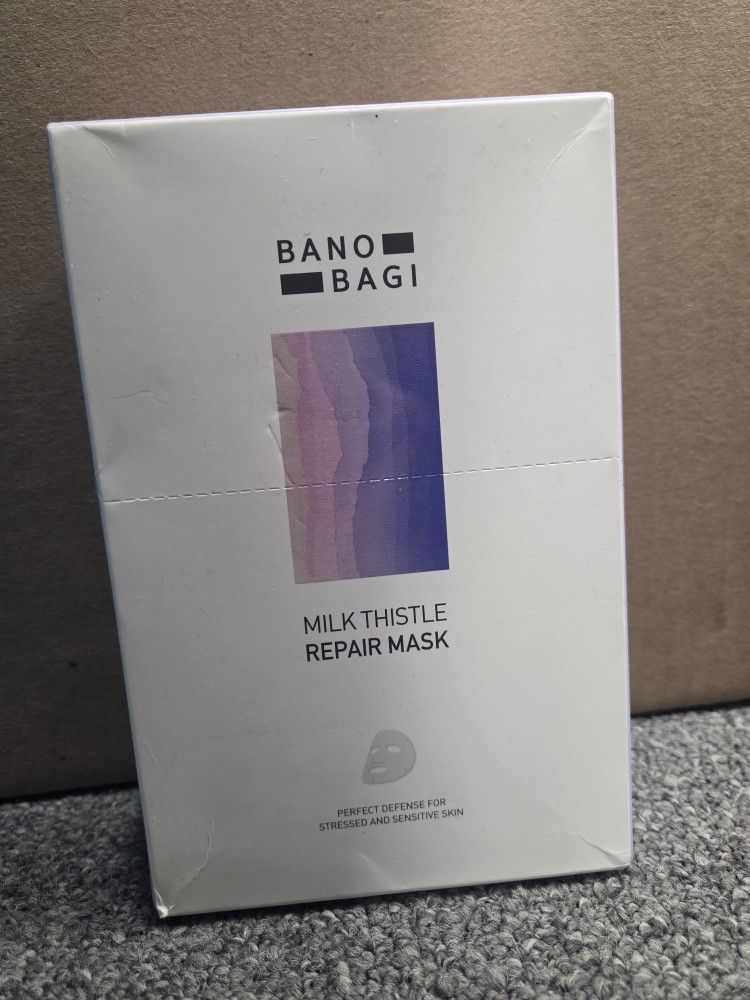 BANO
BAGI
MILK THISTLE
REPAIR MASK
PERFECT DEFENSE FOR
STRESSED AND SENSITIVE SKIN